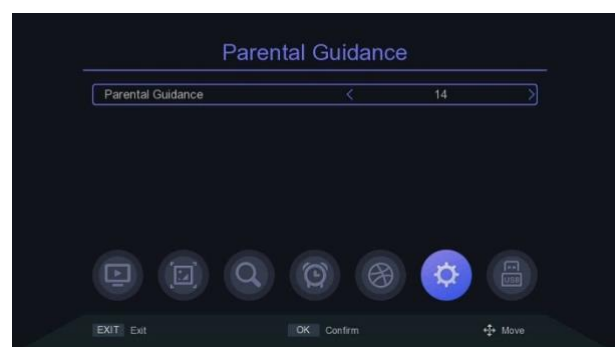 Parental Guidance
Parental Guidance < 14 >
USB
EXIT Exit OK Confirm Move